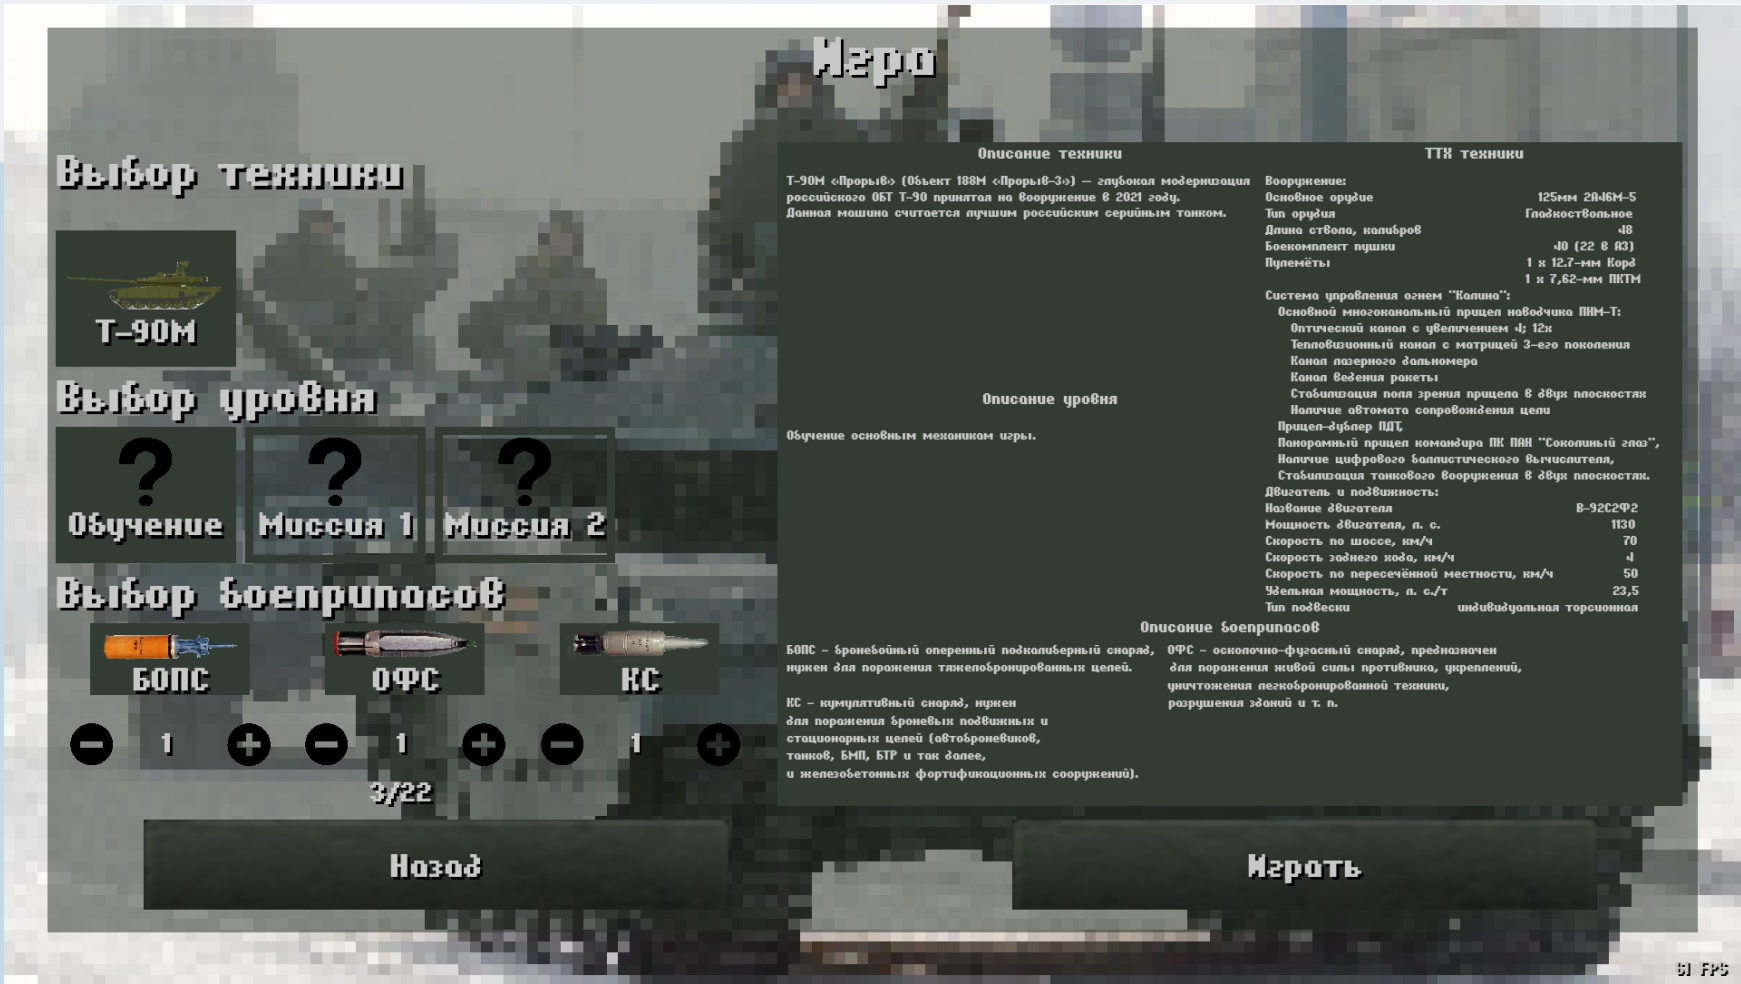 Игра
Выбор техники
Т-90М
Выбор уровня
Обучение
Миссия 1
Миссия 2
Выбор боеприпасов
БОПС
ОФС
КС
1
1
1
3/22
Описание техники
Т-90М «Прорыв» (Объект 188М «Прорыв-3») — глубокая модернизация
российского ОБТ Т-90 принятая на вооружение в 2021 году.
Данная машина считается лучшим российским серийным танком.
Описание уровня
Обучение основным механикам игры.
ТТХ техники
Вооружение:
Основное орудие 125мм 2А46М-5
Тип орудия Гладкоствольное
Длина ствола, калибров 48
Боекомплект пушки 40 (22 в АЗ)
Пулемёты 1 х 12.7-мм Корд
1 х 7,62-мм ПКТМ
Система управления огнем "Калина":
Основной многоканальный прицел наводчика ПНМ-Т:
Оптический канал с увеличением 4; 12х
Тепловизионный канал с матрицей 3-его поколения
Канал лазерного дальномера
Канал ведения ракеты
Стабилизация поля зрения прицела в двух плоскостях
Наличие автомата сопровождения цели
Прицел-дублер ПДТ,
Панорамный прицел командира ПК ПАН "Соколиный глаз",
Наличие цифрового баллистического вычислителя,
Стабилизация танкового вооружения в двух плоскостях.
Двигатель и подвижность:
Название двигателя В-92С2Ф2
Мощность двигателя, л. с. 1130
Скорость по шоссе, км/ч 70
Скорость заднего хода, км/ч 4
Скорость по пересечённой местности, км/ч 50
Удельная мощность, л. с./т 23,5
Тип подвески индивидуальная торсионная
Описание боеприпасов
БОПС - бронебойный оперенный подкалиберный снаряд,
нужен для поражения тяжелобронированных целей.
КС - кумулятивный снаряд, нужен
для поражения броневых подвижных и
стационарных целей (автоброневиков,
танков, БМП, БТР и так далее,
и железобетонных фортификационных сооружений).
ОФС - осколочно-фугасный снаряд, предназначен
для поражения живой силы противника, укреплений,
уничтожения легкобронированной техники,
разрушения зданий и т. п.
Назад
Играть
61 FPS